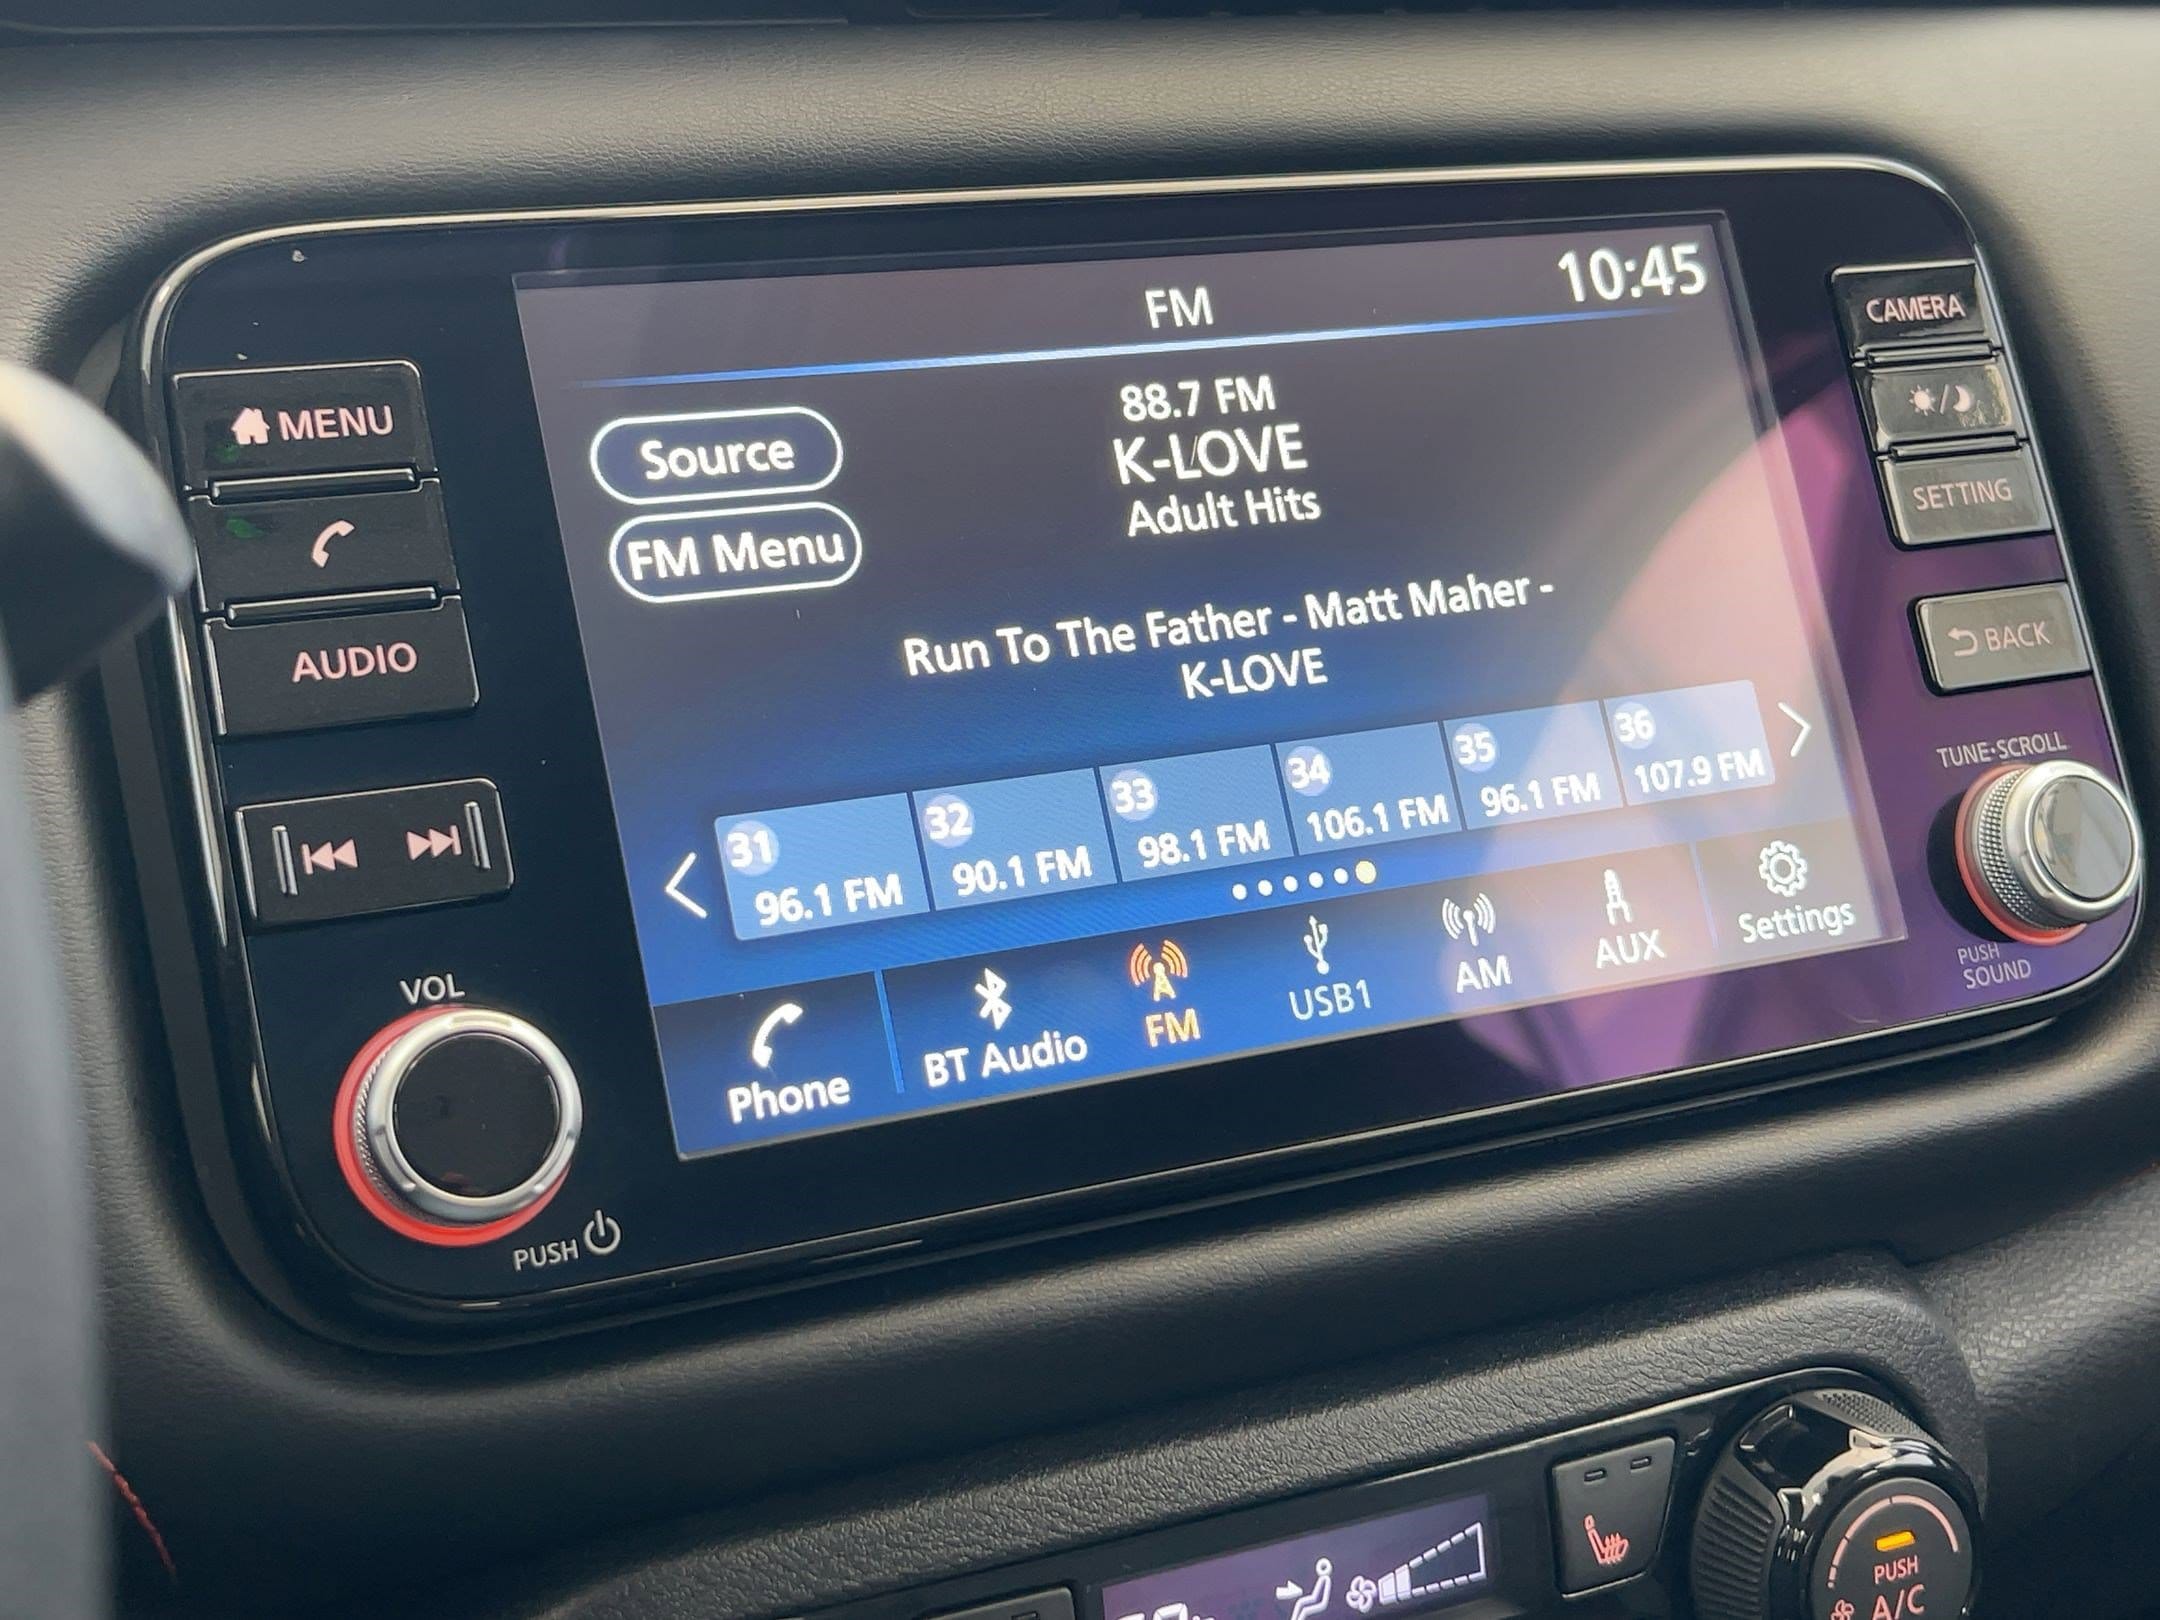 FM
10:45
CAMERA
MENU
88.7 FM
K-LOVE
Adult Hits
Source
FM Menu
SETTING
AUDIO
BACK
Run To The Father - Matt Maher -
K-LOVE
TUNE·SCROLL
31
96.1 FM
32
90.1 FM
33
98.1 FM
34
106.1 FM
35
96.1 FM
36
107.9 FM
VOL
Phone
BT Audio
FM
USB1
AM
AUX
Settings
PUSH
SOUND
PUSH
PUSH
A/C